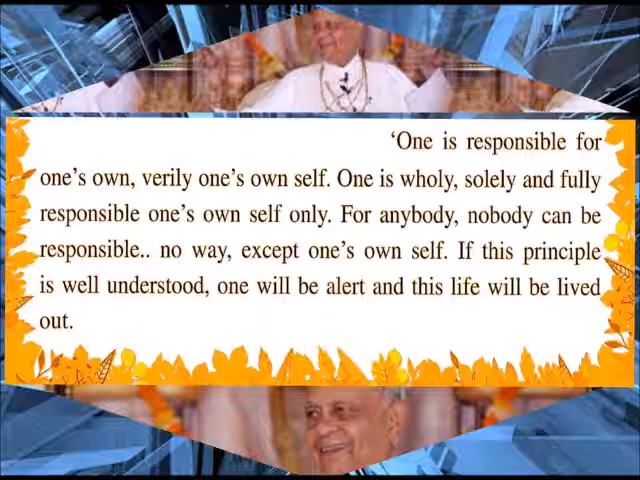 ‘One is responsible for
one’s own, verily one’s own self. One is wholy, solely and fully
responsible one’s own self only. For anybody, nobody can be
responsible.. no way, except one’s own self. If this principle
is well understood, one will be alert and this life will be lived
out.